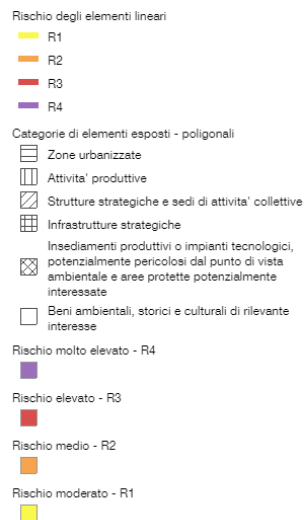 Rischio degli elementi lineari
R1
R2
R3
R4
Categorie di elementi esposti - poligonali
Zone urbanizzate
Attivita' produttive
Strutture strategiche e sedi di attivita' collettive
Infrastrutture strategiche
Insediamenti produttivi o impianti tecnologici,
potenzialmente pericolosi dal punto di vista
ambientale e aree protette potenzialmente
interessate
Beni ambientali, storici e culturali di rilevante
interesse
Rischio molto elevato - R4
Rischio elevato - R3
Rischio medio - R2
Rischio moderato - R1